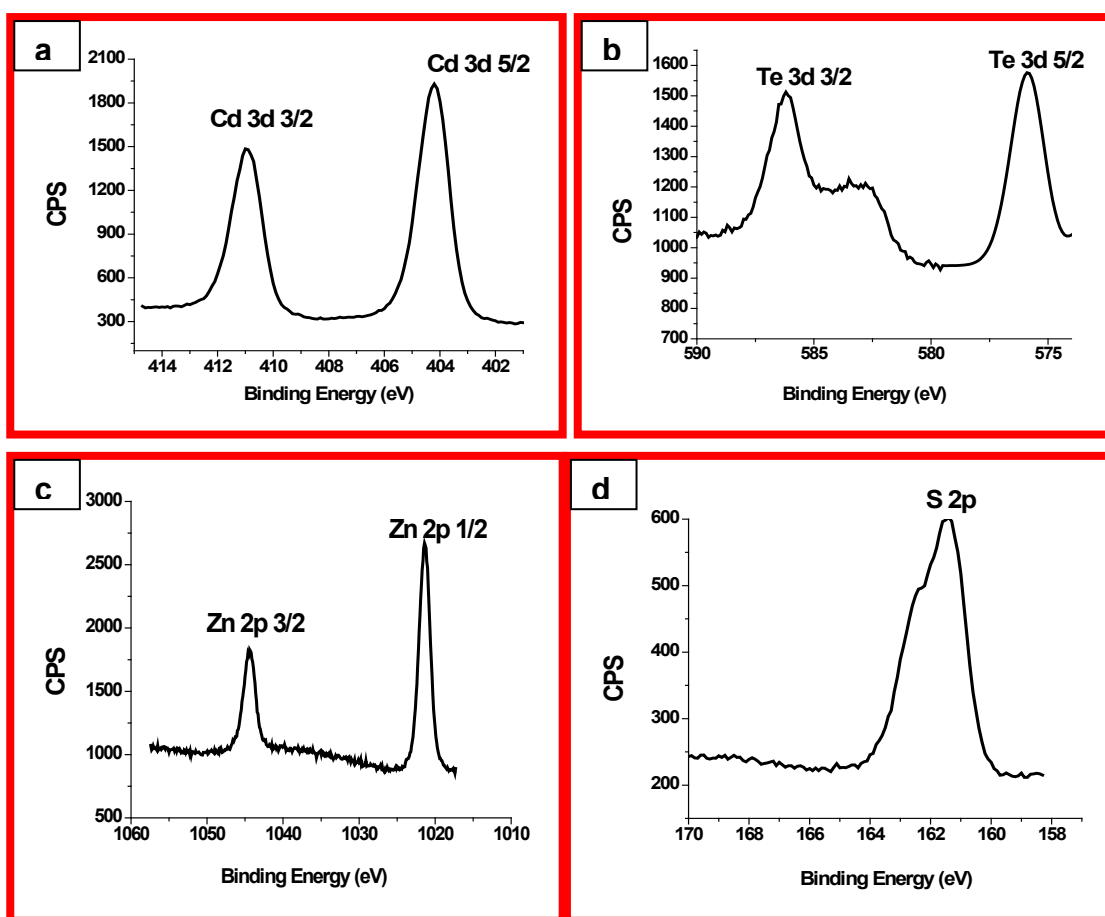 a
Cd 3d 5/2
Cd 3d 3/2
2100
1800
1500
1200
900
600
300
CPS
414 412 410 408 406 404 402
Binding Energy (eV)
b
Te 3d 5/2
Te 3d 3/2
1600
1500
1400
1300
1200
1100
1000
900
800
700
CPS
590 585 580 575
Binding Energy (eV)
c
Zn 2p 1/2
Zn 2p 3/2
3000
2500
2000
1500
1000
500
CPS
1060 1050 1040 1030 1020 1010
Binding Energy (eV)
d
S 2p
600
500
400
300
200
CPS
170 168 166 164 162 160 158
Binding Energy (eV)